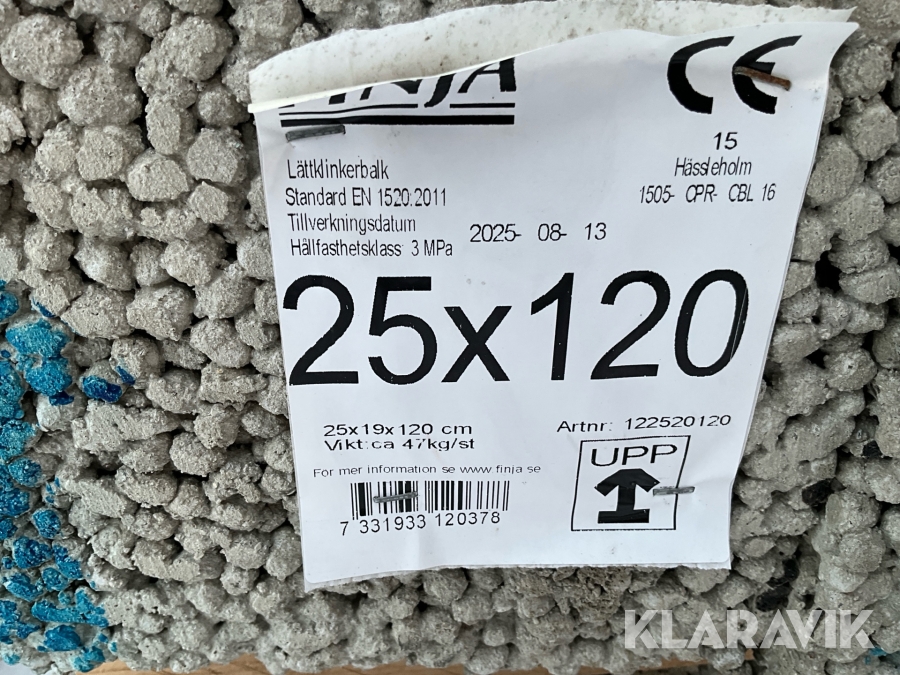 FINJA
CE
15
Hässleholm
1505- CPR- CBL 16
Lättklinkerbalk
Standard EN 1520:2011
Tillverkningsdatum
2025- 08- 13
Hållfasthetsklass 3 MPa
25x120
25x19x120 cm
Vikt:ca 47kg/st
Artnr: 122520120
For mer information se www.finja.se
UPP
7 331933 120378
KLARAVIK